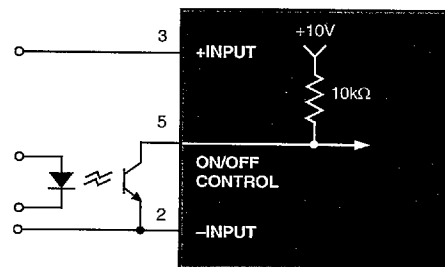 3
+INPUT
+10V
10kΩ
5
ON/OFF
CONTROL
2
–INPUT